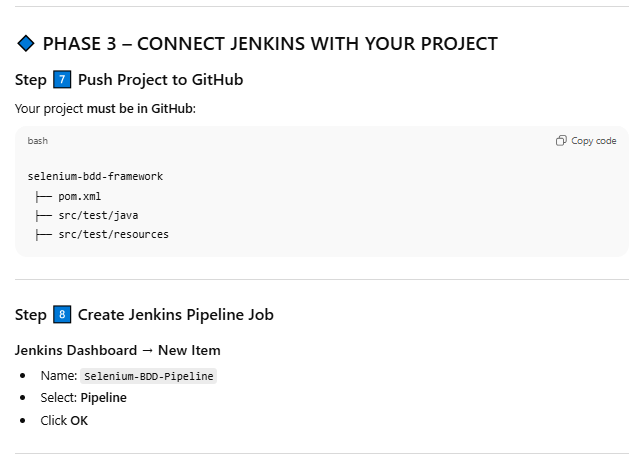 PHASE 3 – CONNECT JENKINS WITH YOUR PROJECT
Step 7 Push Project to GitHub
Your project must be in GitHub:
bash
Copy code
selenium-bdd-framework
├── pom.xml
├── src/test/java
├── src/test/resources
Step 8 Create Jenkins Pipeline Job
Jenkins Dashboard → New Item
• Name: Selenium-BDD-Pipeline
• Select: Pipeline
• Click OK